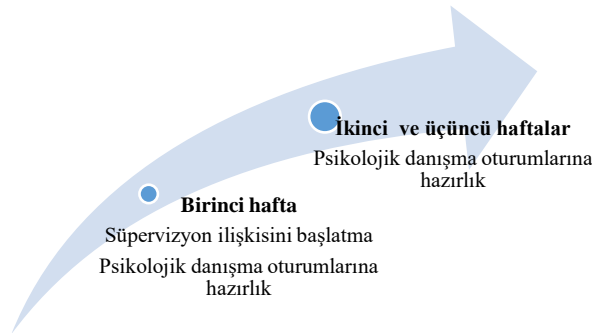 İkinci ve üçüncü haftalar
Psikolojik danışma oturumlarına
hazırlık
Birinci hafta
Süpervizyon ilişkisini başlatma
Psikolojik danışma oturumlarına
hazırlık